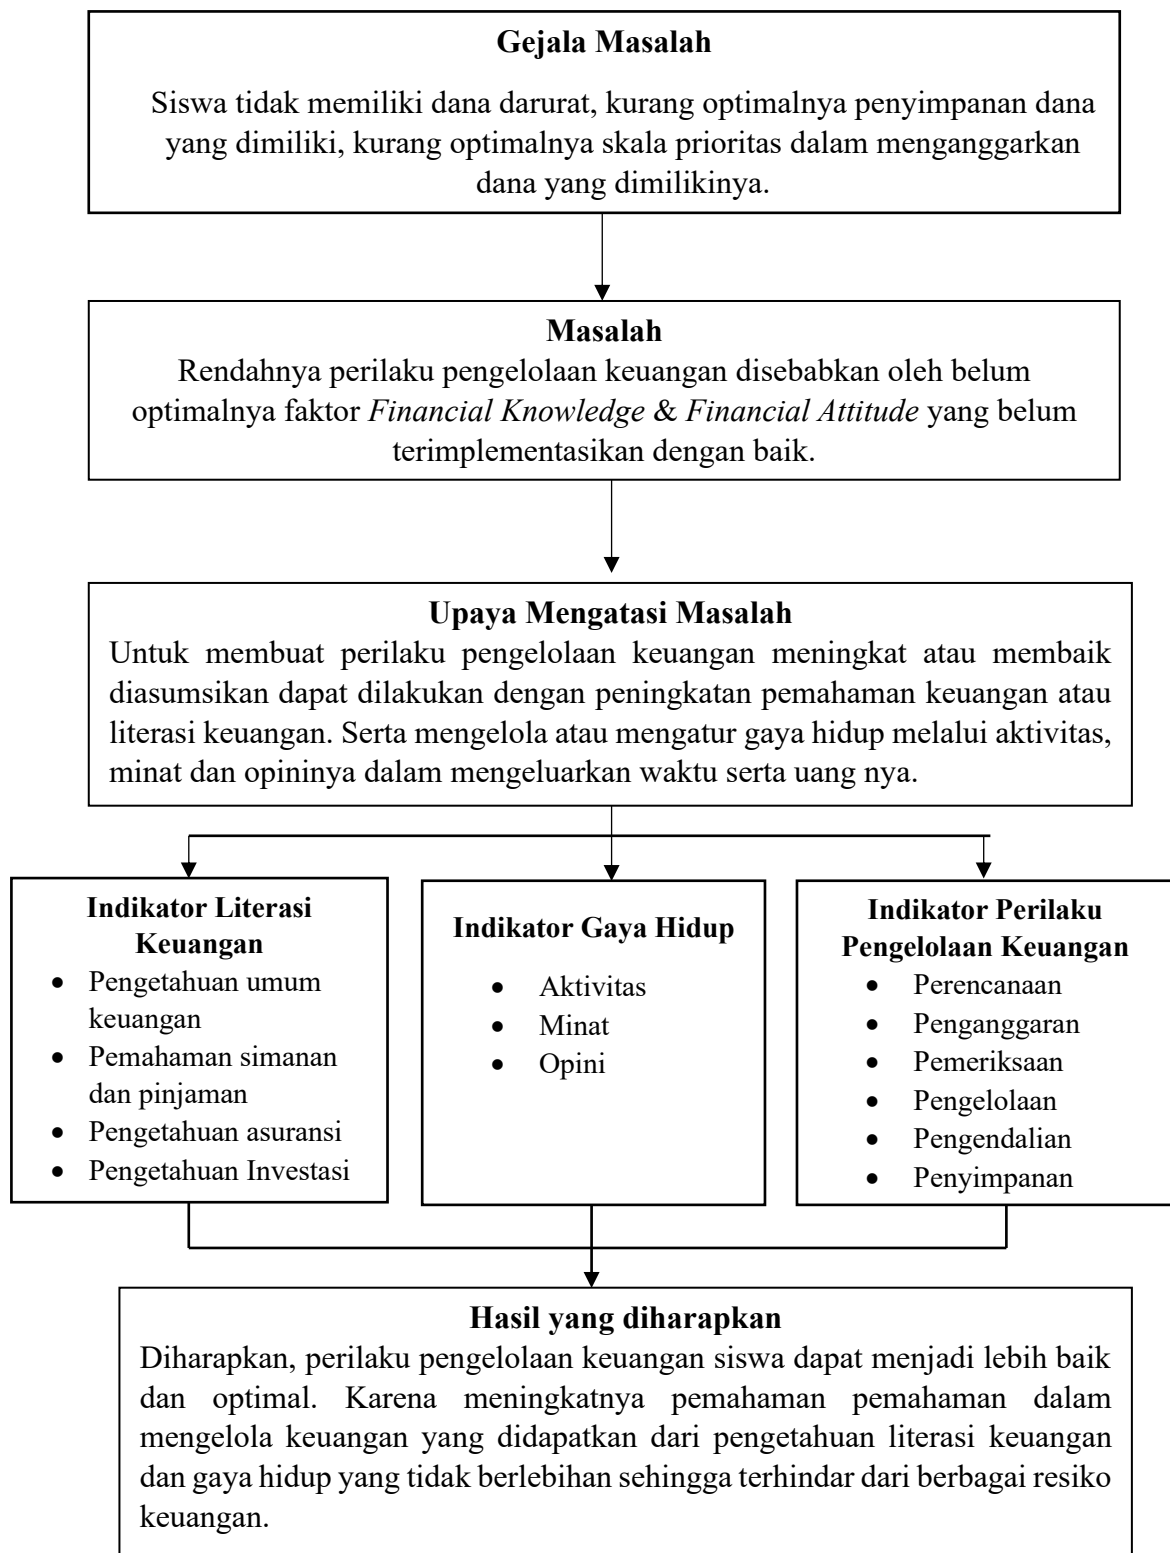 Gejala Masalah
Siswa tidak memiliki dana darurat, kurang optimalnya penyimpanan dana
yang dimiliki, kurang optimalnya skala prioritas dalam menganggarkan
dana yang dimilikinya.
Masalah
Rendahnya perilaku pengelolaan keuangan disebabkan oleh belum
optimalnya faktor Financial Knowledge & Financial Attitude yang belum
terimplementasikan dengan baik.
Upaya Mengatasi Masalah
Untuk membuat perilaku pengelolaan keuangan meningkat atau membaik
diasumsikan dapat dilakukan dengan peningkatan pemahaman keuangan atau
literasi keuangan. Serta mengelola atau mengatur gaya hidup melalui aktivitas,
minat dan opininya dalam mengeluarkan waktu serta uang nya.
Indikator Literasi
Keuangan
• Pengetahuan umum
keuangan
• Pemahaman simanan
dan pinjaman
• Pengetahuan asuransi
• Pengetahuan Investasi
Indikator Gaya Hidup
• Aktivitas
• Minat
• Opini
Indikator Perilaku
Pengelolaan Keuangan
• Perencanaan
• Penganggaran
• Pemeriksaan
• Pengelolaan
• Pengendalian
• Penyimpanan
Hasil yang diharapkan
Diharapkan, perilaku pengelolaan keuangan siswa dapat menjadi lebih baik
dan optimal. Karena meningkatnya pemahaman pemahaman dalam
mengelola keuangan yang didapatkan dari pengetahuan literasi keuangan
dan gaya hidup yang tidak berlebihan sehingga terhindar dari berbagai resiko
keuangan.